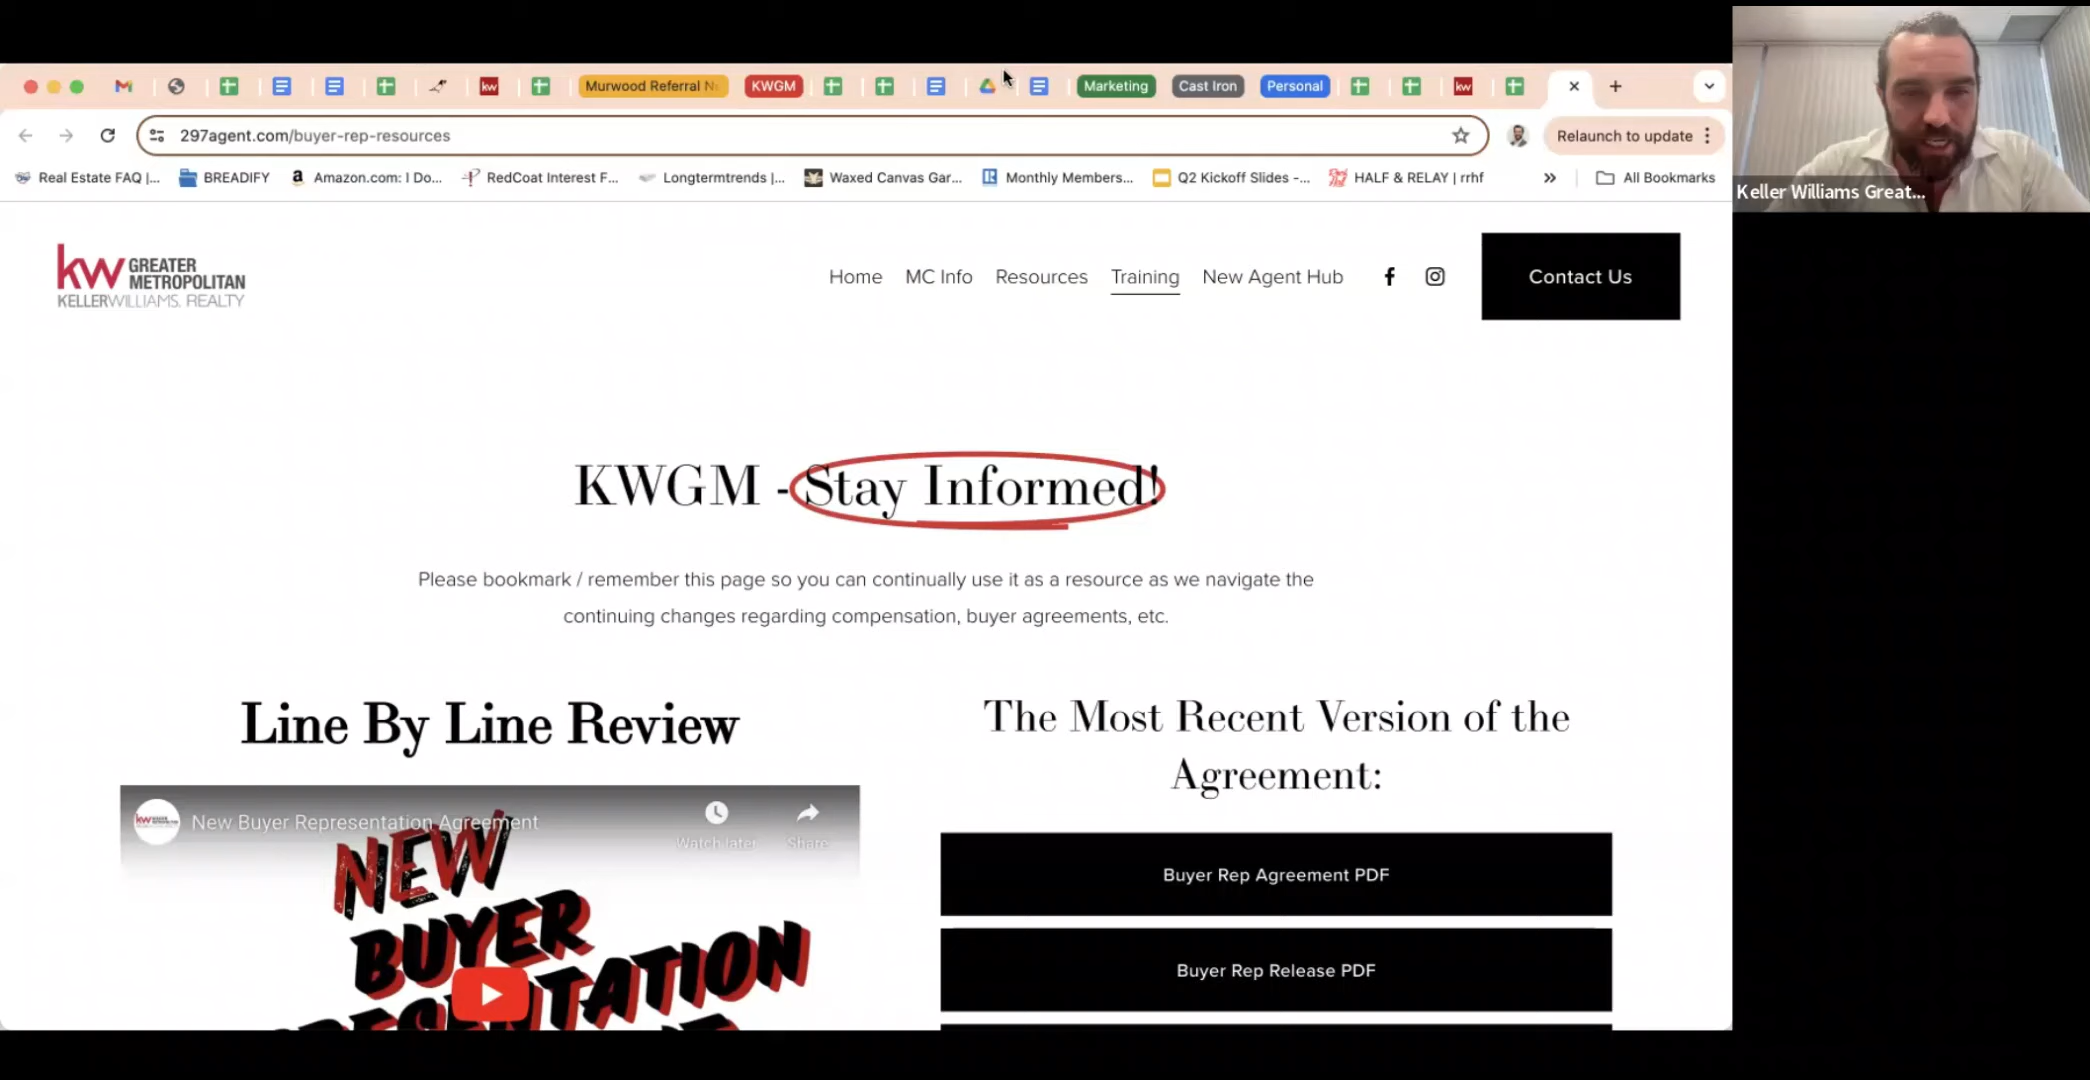 Murwood Referral N
KWGM
Marketing
Cast Iron
Personal
297agent.com/buyer-rep-resources
Relaunch to update
Real Estate FAQ |...
BREADIFY
Amazon.com: I Do...
RedCoat Interest F...
Longtermtrends |...
Waxed Canvas Gar...
Monthly Members...
Q2 Kickoff Slides -...
HALF & RELAY | rrhf
All Bookmarks
Keller Williams Great...
kw GREATER
METROPOLITAN
KELLERWILLIAMS. REALTY
Home
MC Info
Resources
Training
New Agent Hub
Contact Us
KWGM - Stay Informed!
Please bookmark / remember this page so you can continually use it as a resource as we navigate the
continuing changes regarding compensation, buyer agreements, etc.
Line By Line Review
New Buyer Representation Agreement
Watch later
Share
NEW
BUYER
The Most Recent Version of the
Agreement:
Buyer Rep Agreement PDF
Buyer Rep Release PDF